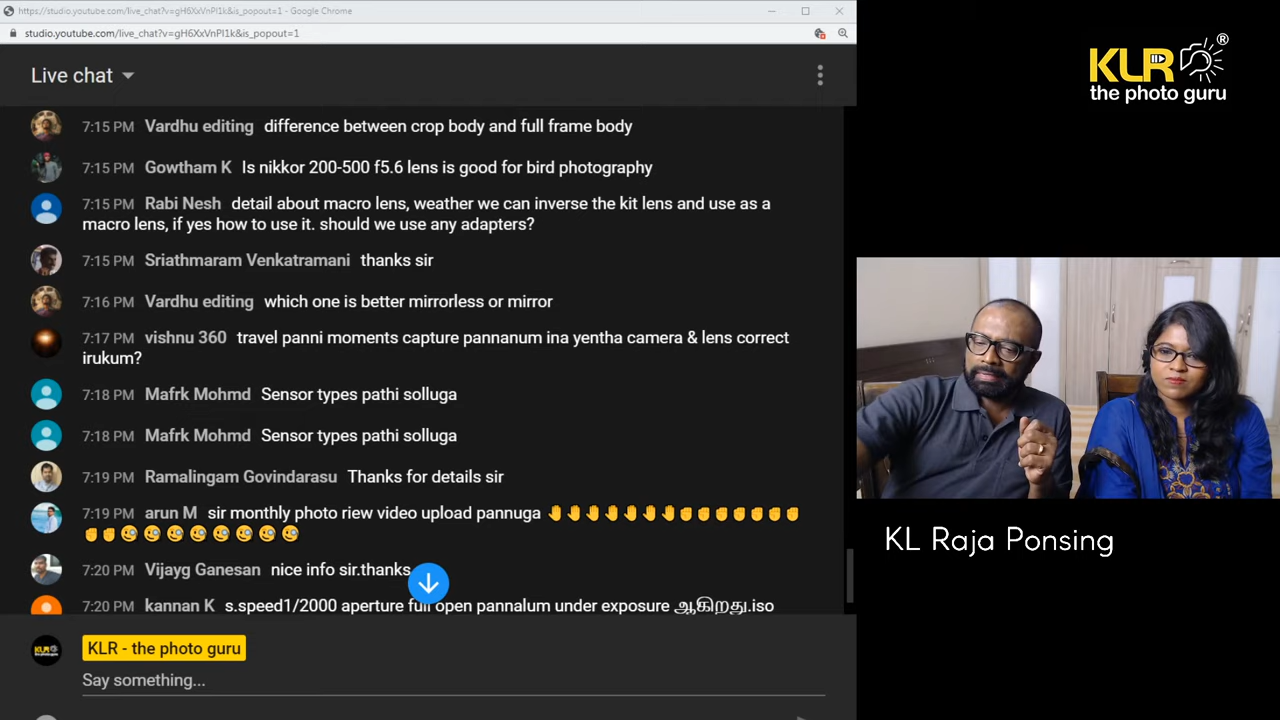 https://studio.youtube.com/live_chat?v=gH6XxVnPl1k&is_popout=1 - Google Chrome
studio.youtube.com/live_chat?v=gH6XxVnPl1k&is_popout=1
Live chat
7:15 PM Vardhu editing difference between crop body and full frame body
7:15 PM Gowtham K Is nikkor 200-500 f5.6 lens is good for bird photography
7:15 PM Rabi Nesh detail about macro lens, weather we can inverse the kit lens and use as a
macro lens, if yes how to use it. should we use any adapters?
7:15 PM Sriathmaram Venkatramani thanks sir
7:16 PM Vardhu editing which one is better mirrorless or mirror
7:17 PM vishnu 360 travel panni moments capture pannanum ina yentha camera & lens correct
irukum?
7:18 PM Mafrk Mohmd Sensor types pathi solluga
7:18 PM Mafrk Mohmd Sensor types pathi solluga
7:19 PM Ramalingam Govindarasu Thanks for details sir
7:19 PM arun M sir monthly photo riew video upload pannuga
7:20 PM Vijayg Ganesan nice info sir.thanks
7:20 PM kannan K s.speed1/2000 aperture full open pannalum under exposure ஆகிறது.iso
KLR - the photo guru
Say something...
KLR ®
the photo guru
KL Raja Ponsing